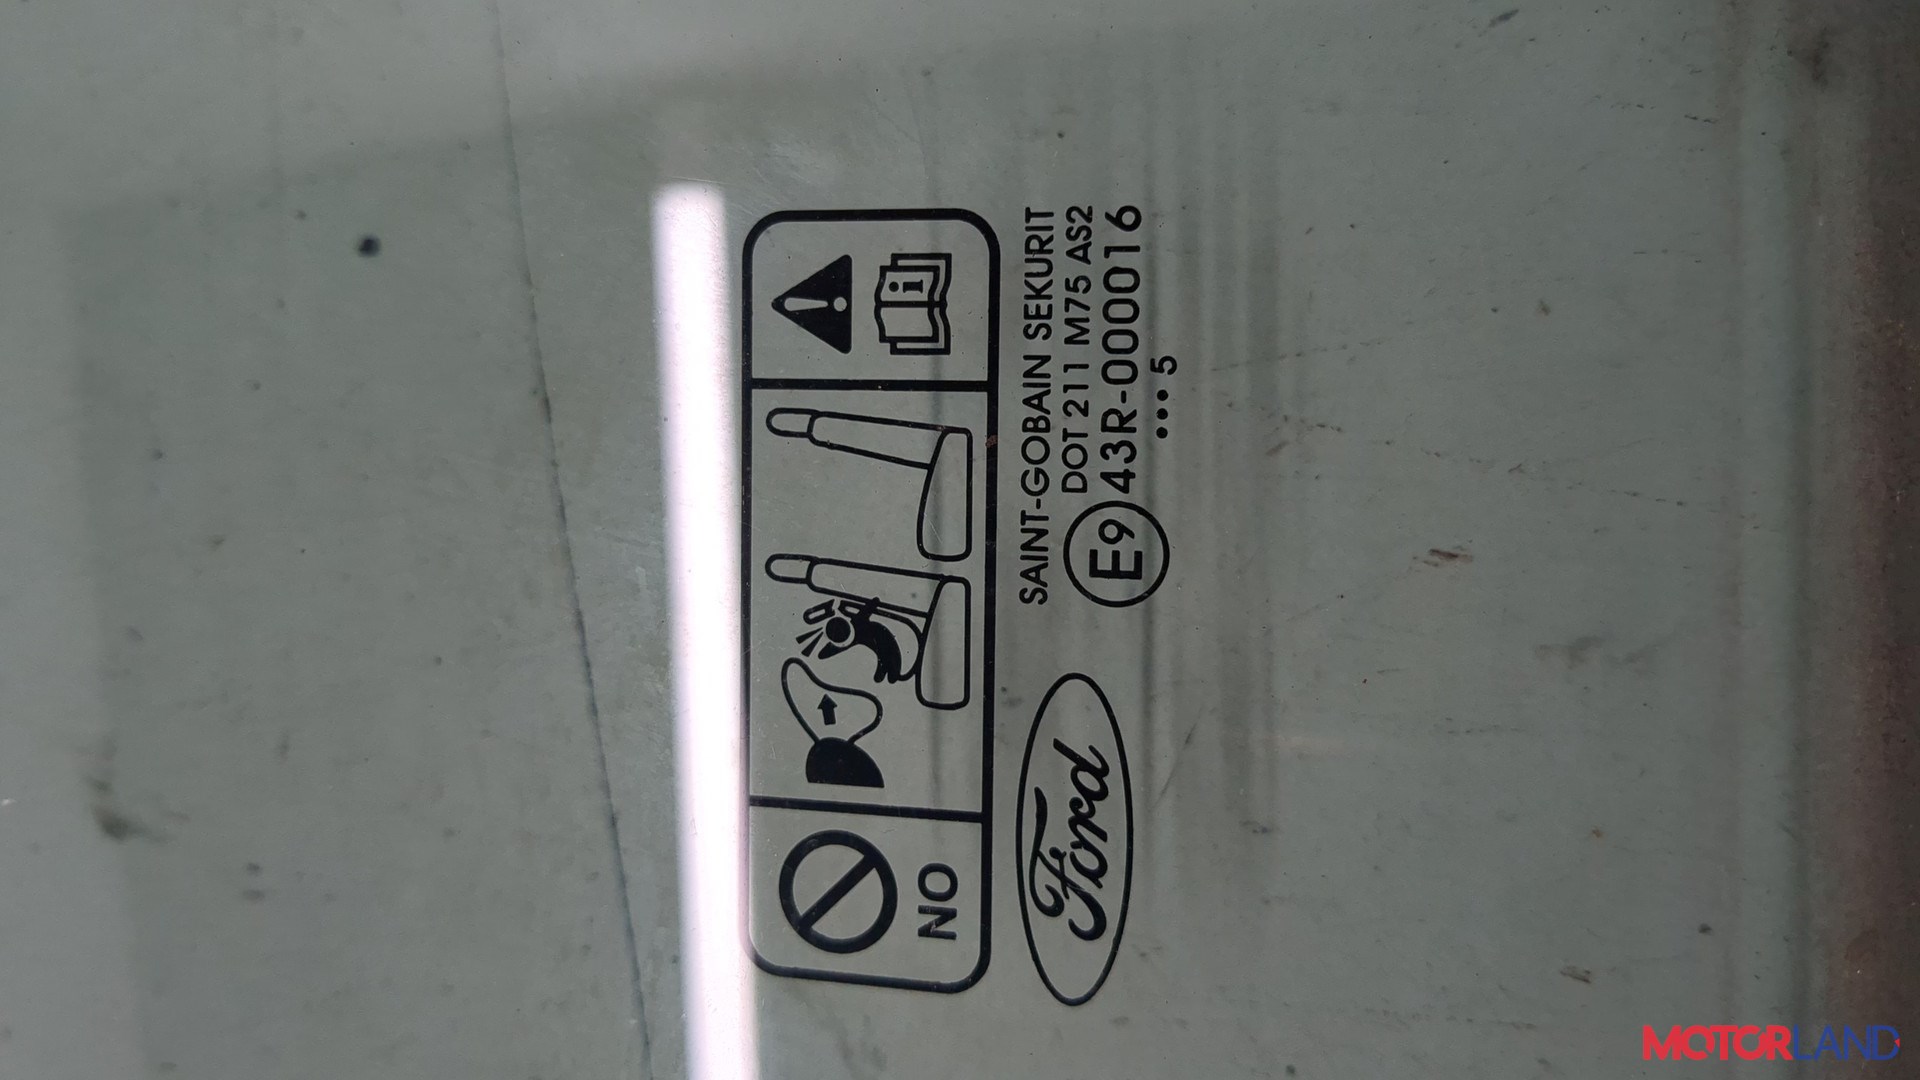 NO
i
Ford
SAINT-GOBAIN SEKURIT
DOT 211 M75 AS2
E9 43R-000016
•••5
MOTORLAND